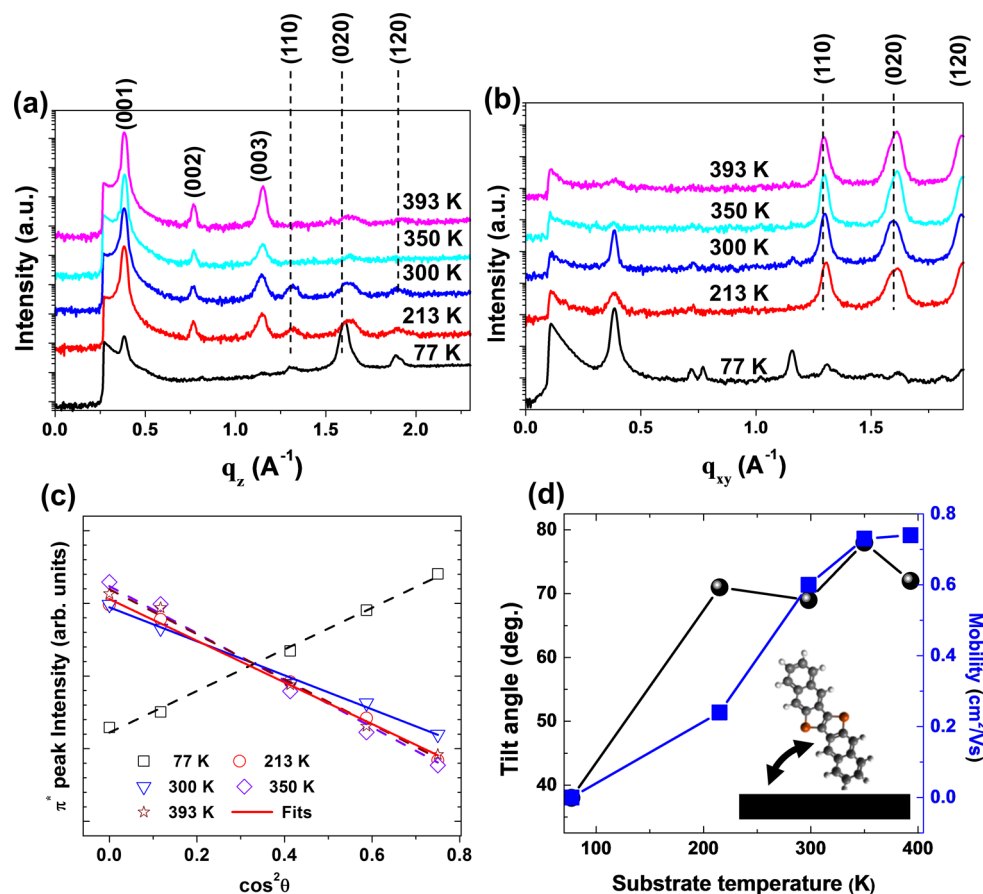 (a)
(001)
(002)
(003)
(110)
(020)
(120)
393 K
350 K
300 K
213 K
77 K
Intensity (a.u.)
0.0 0.5 1.0 1.5 2.0
q_z (A⁻¹)
(b)
(110)
(020)
(120)
393 K
350 K
300 K
213 K
77 K
Intensity (a.u.)
0.0 0.5 1.0 1.5
q_xy (A⁻¹)
(c)
π* peak Intensity (arb. units)
77 K 213 K
300 K 350 K
393 K Fits
0.0 0.2 0.4 0.6 0.8
cos²θ
(d)
Tilt angle (deg.)
80
70
60
50
40
Mobility (cm²/Vs)
0.8
0.6
0.4
0.2
0.0
100 200 300 400
Substrate temperature (K)